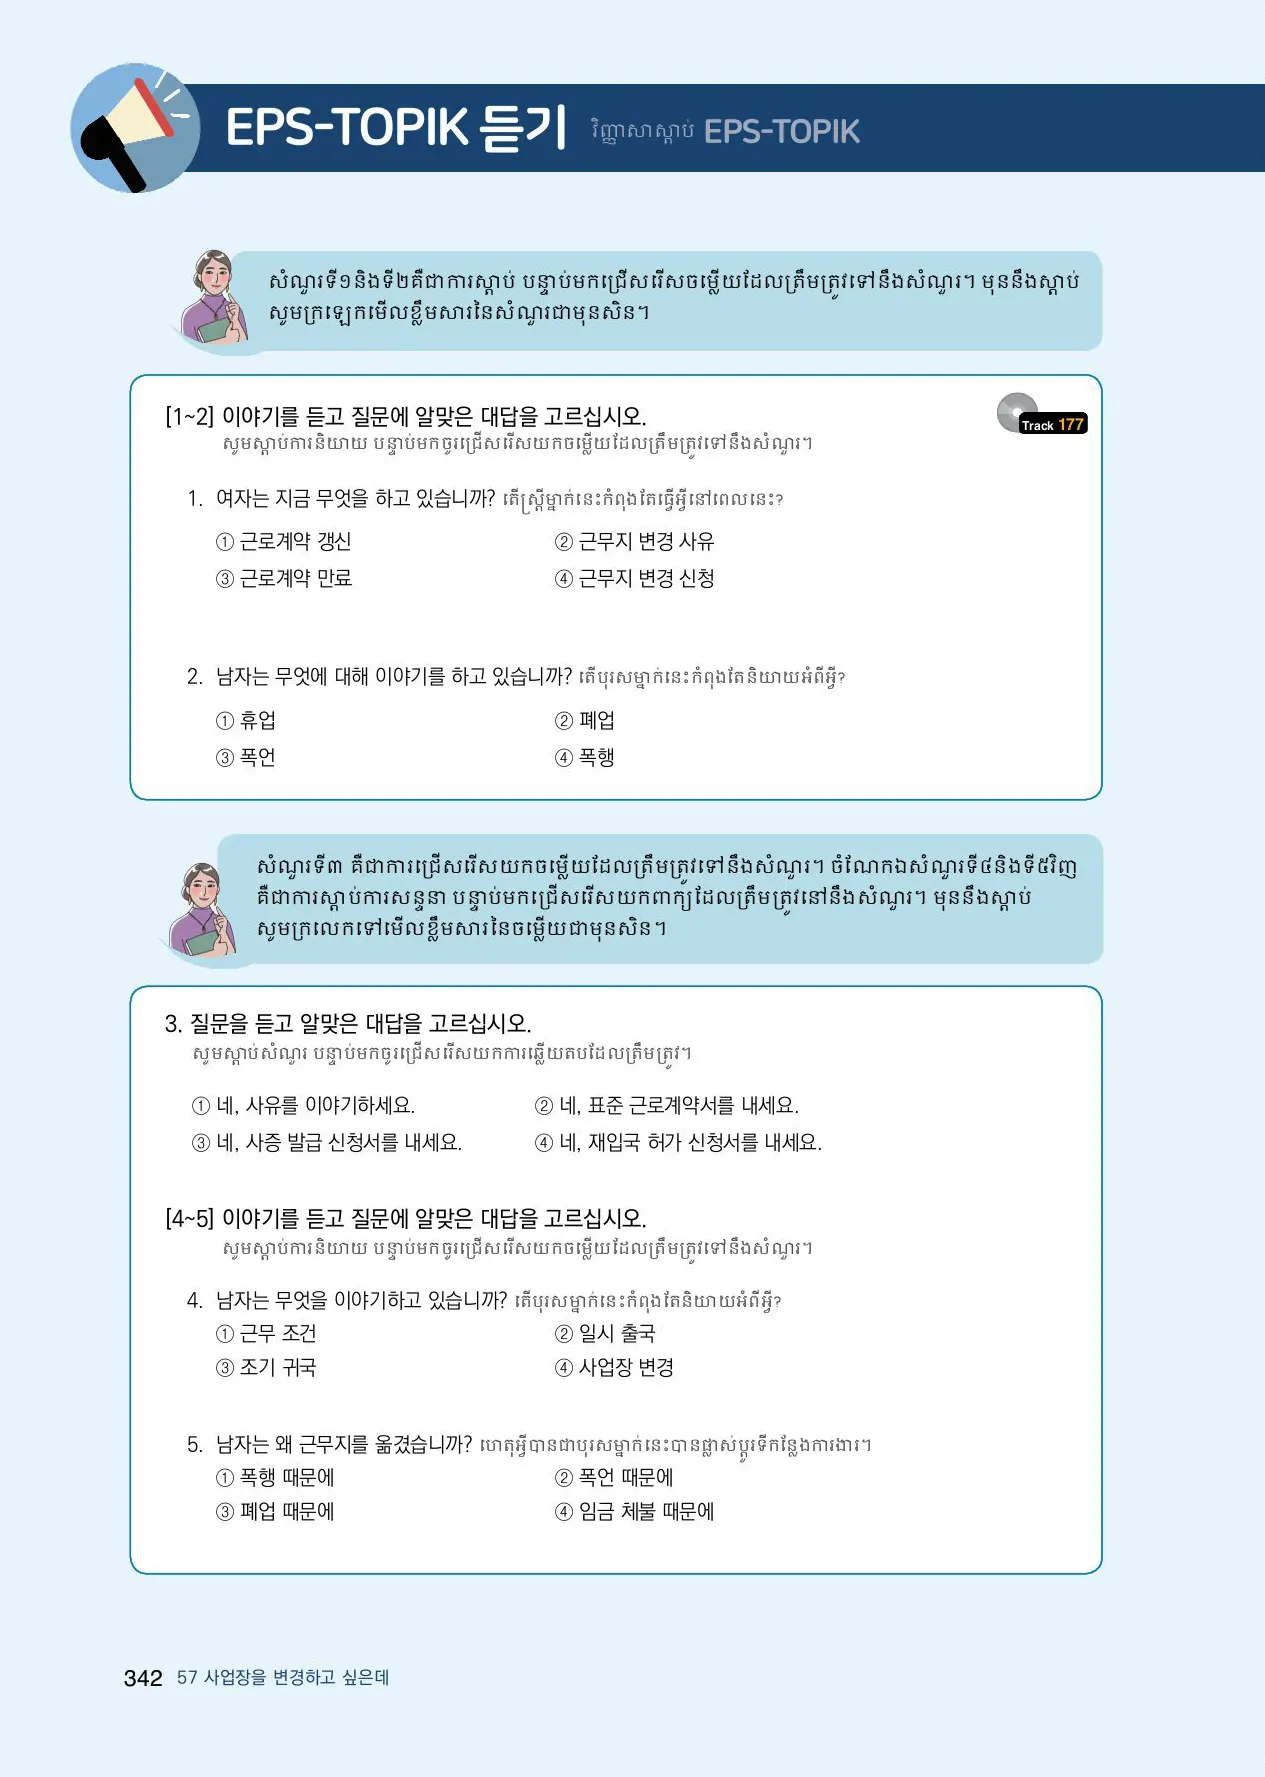 EPS-TOPIK 듣기 វិញ្ញាសាស្តាប់ EPS-TOPIK
សំណួរទី១និងទី២គឺជាការស្តាប់ បន្ទាប់មកជ្រើសរើសចម្លើយដែលត្រឹមត្រូវទៅនឹងសំណួរ។ មុននឹងស្តាប់
សូមក្រឡេកមើលខ្លឹមសារនៃសំណួរជាមុនសិន។
[1~2] 이야기를 듣고 질문에 알맞은 대답을 고르십시오.
Track 177
សូមស្តាប់ការនិយាយ បន្ទាប់មកចូរជ្រើសរើសយកចម្លើយដែលត្រឹមត្រូវទៅនឹងសំណួរ។
1. 여자는 지금 무엇을 하고 있습니까? តើស្ត្រីម្នាក់នេះកំពុងតែធ្វើអ្វីនៅពេលនេះ?
① 근로계약 갱신 ② 근무지 변경 사유
③ 근로계약 만료 ④ 근무지 변경 신청
2. 남자는 무엇에 대해 이야기를 하고 있습니까? តើបុរសម្នាក់នេះកំពុងតែនិយាយអំពីអ្វី?
① 휴업 ② 폐업
③ 폭언 ④ 폭행
សំណួរទី៣ គឺជាការជ្រើសរើសយកចម្លើយដែលត្រឹមត្រូវទៅនឹងសំណួរ។ ចំណែកឯសំណួរទី៤និងទី៥វិញ
គឺជាការស្តាប់ការសន្ទនា បន្ទាប់មកជ្រើសរើសយកពាក្យដែលត្រឹមត្រូវនៅនឹងសំណួរ។ មុននឹងស្តាប់
សូមក្រលេកទៅមើលខ្លឹមសារនៃចម្លើយជាមុនសិន។
3. 질문을 듣고 알맞은 대답을 고르십시오.
សូមស្តាប់សំណួរ បន្ទាប់មកចូរជ្រើសរើសយកការឆ្លើយតបដែលត្រឹមត្រូវ។
① 네, 사유를 이야기하세요. ② 네, 표준 근로계약서를 내세요.
③ 네, 사증 발급 신청서를 내세요. ④ 네, 재입국 허가 신청서를 내세요.
[4~5] 이야기를 듣고 질문에 알맞은 대답을 고르십시오.
សូមស្តាប់ការនិយាយ បន្ទាប់មកចូរជ្រើសរើសយកចម្លើយដែលត្រឹមត្រូវទៅនឹងសំណួរ។
4. 남자는 무엇을 이야기하고 있습니까? តើបុរសម្នាក់នេះកំពុងតែនិយាយអំពីអ្វី?
① 근무 조건 ② 일시 출국
③ 조기 귀국 ④ 사업장 변경
5. 남자는 왜 근무지를 옮겼습니까? ហេតុអ្វីបានជាបុរសម្នាក់នេះបានផ្លាស់ប្តូរទីកន្លែងការងារ។
① 폭행 때문에 ② 폭언 때문에
③ 폐업 때문에 ④ 임금 체불 때문에
342 57 사업장을 변경하고 싶은데